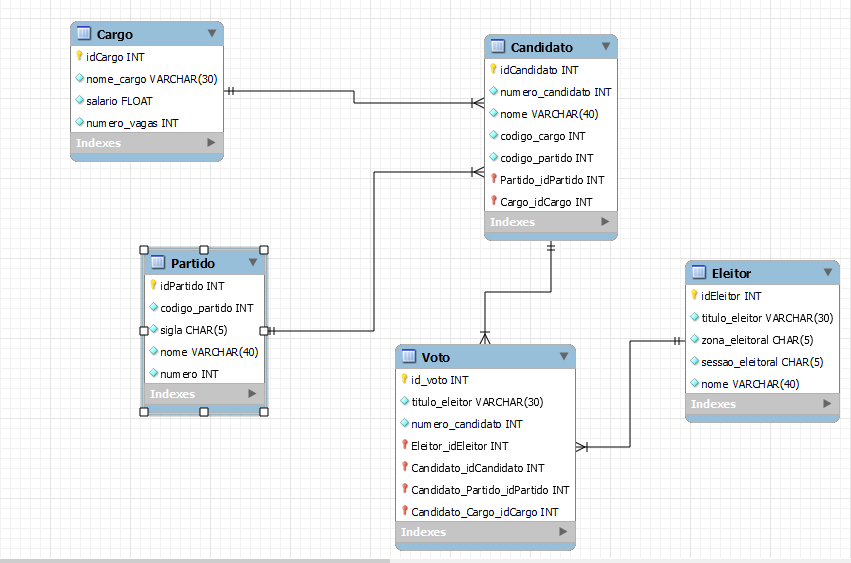 Cargo
idCargo INT
nome_cargo VARCHAR(30)
salario FLOAT
numero_vagas INT
Indexes
Candidato
idCandidato INT
numero_candidato INT
nome VARCHAR(40)
codigo_cargo INT
codigo_partido INT
Partido_idPartido INT
Cargo_idCargo INT
Indexes
Partido
idPartido INT
codigo_partido INT
sigla CHAR(5)
nome VARCHAR(40)
numero INT
Indexes
Eleitor
idEleitor INT
titulo_eleitor VARCHAR(30)
zona_eleitoral CHAR(5)
sessao_eleitoral CHAR(5)
nome VARCHAR(40)
Indexes
Voto
id_voto INT
titulo_eleitor VARCHAR(30)
numero_candidato INT
Eleitor_idEleitor INT
Candidato_idCandidato INT
Candidato_Partido_idPartido INT
Candidato_Cargo_idCargo INT
Indexes